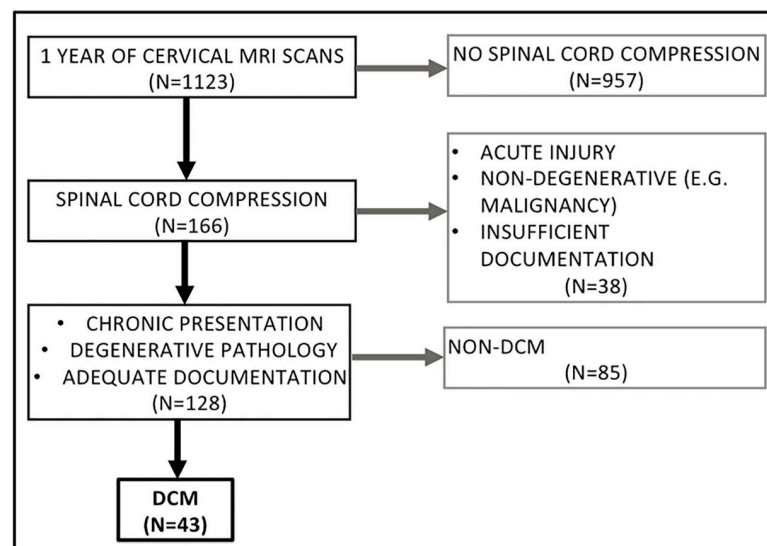 1 YEAR OF CERVICAL MRI SCANS
(N=1123)
NO SPINAL CORD COMPRESSION
(N=957)
SPINAL CORD COMPRESSION
(N=166)
• ACUTE INJURY
• NON-DEGENERATIVE (E.G.
MALIGNANCY)
• INSUFFICIENT
DOCUMENTATION
(N=38)
• CHRONIC PRESENTATION
• DEGENERATIVE PATHOLOGY
• ADEQUATE DOCUMENTATION
(N=128)
NON-DCM
(N=85)
DCM
(N=43)